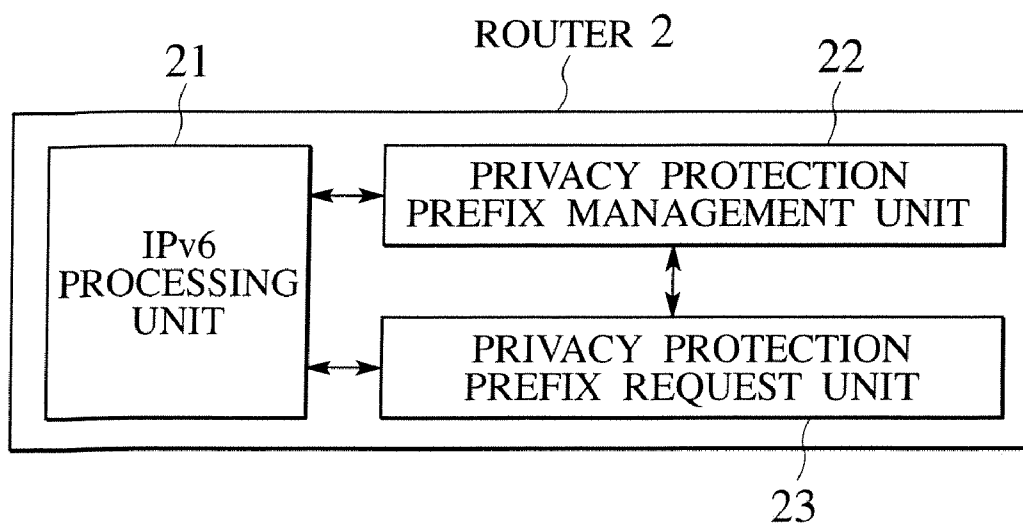 ROUTER 2
21
22
IPv6
PROCESSING
UNIT
PRIVACY PROTECTION
PREFIX MANAGEMENT UNIT
PRIVACY PROTECTION
PREFIX REQUEST UNIT
23